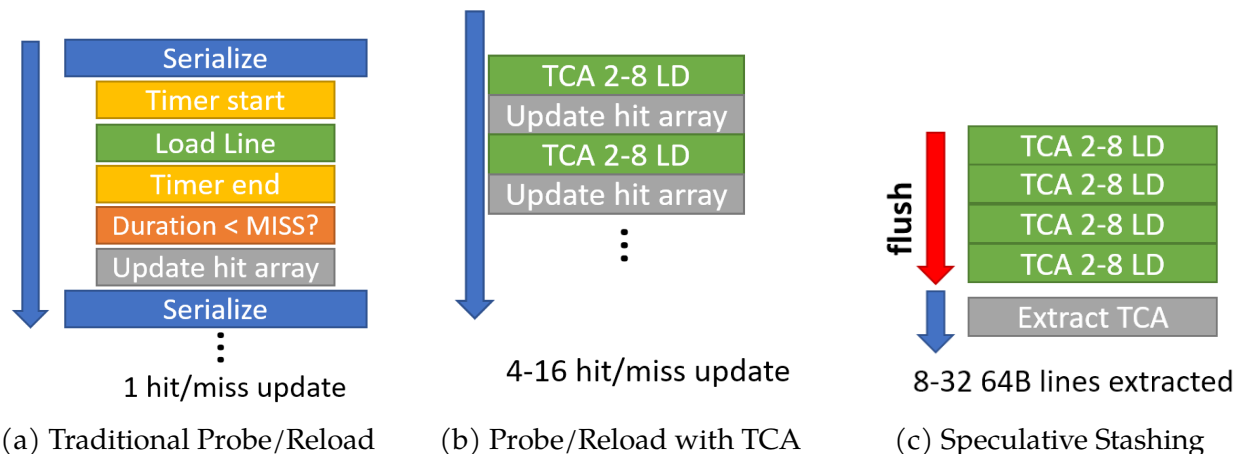 Serialize
Timer start
Load Line
Timer end
Duration < MISS?
Update hit array
Serialize
1 hit/miss update
(a) Traditional Probe/Reload
TCA 2-8 LD
Update hit array
TCA 2-8 LD
Update hit array
4-16 hit/miss update
(b) Probe/Reload with TCA
flush
TCA 2-8 LD
TCA 2-8 LD
TCA 2-8 LD
TCA 2-8 LD
Extract TCA
8-32 64B lines extracted
(c) Speculative Stashing